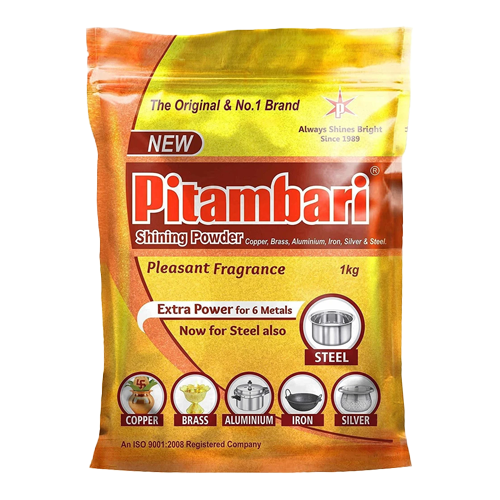 The Original & No.1 Brand
P
Always Shines Bright
Since 1989
NEW
Pitambari®
Shining Powder Copper, Brass, Aluminium, Iron, Silver & Steel.
Pleasant Fragrance 1kg
Extra Power for 6 Metals
Now for Steel also
STEEL
COPPER BRASS ALUMINIUM IRON SILVER
An ISO 9001:2008 Registered Company